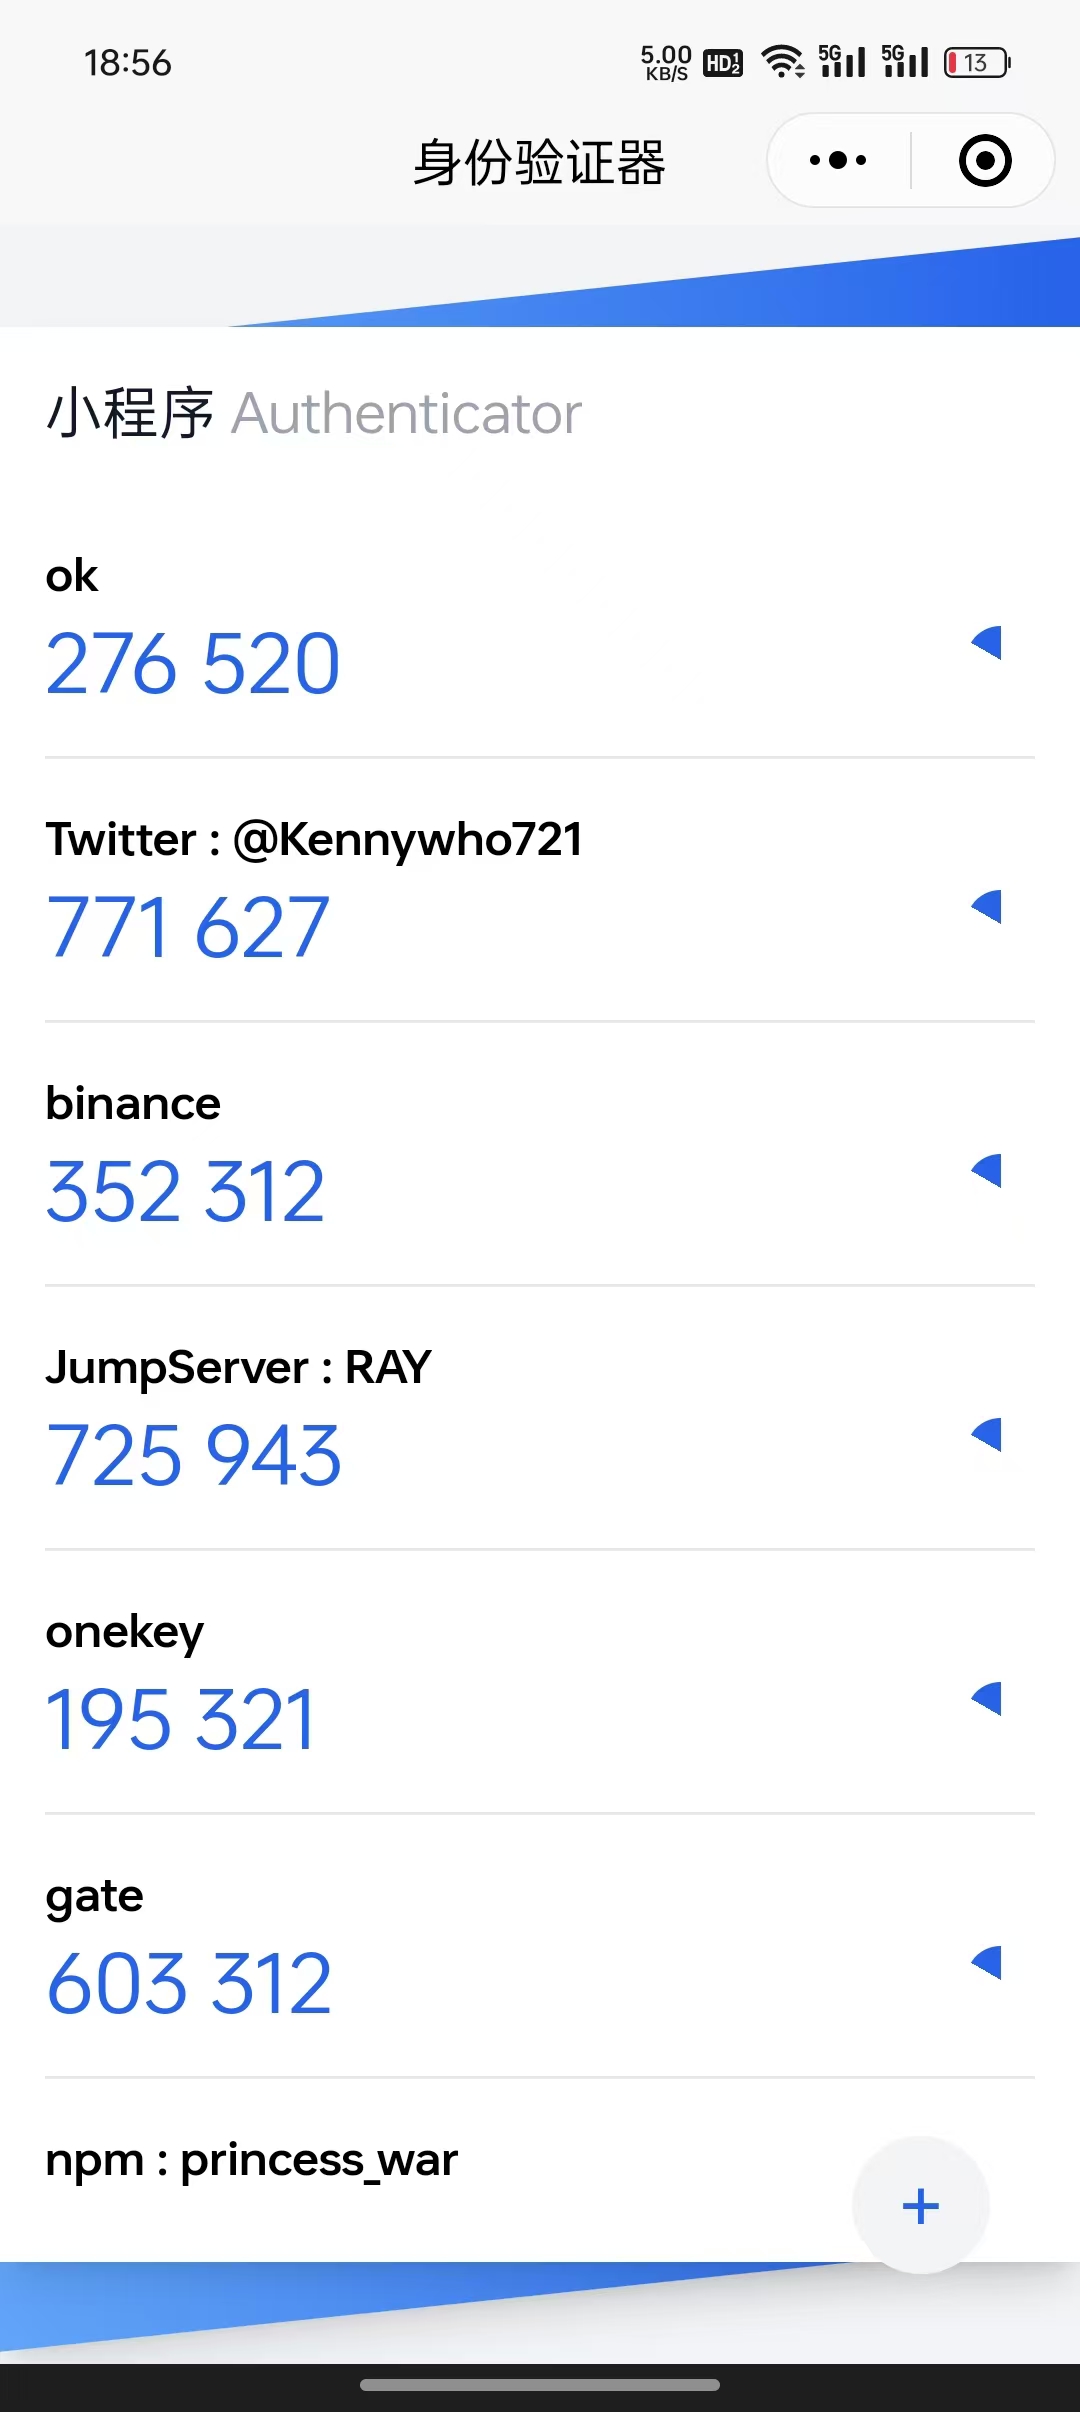 18:56
5.00 KB/S HD 1 2 5G 5G 13
身份验证器
小程序 Authenticator
ok
276 520
Twitter : @Kennywho721
771 627
binance
352 312
JumpServer : RAY
725 943
onekey
195 321
gate
603 312
npm : princess_war
+